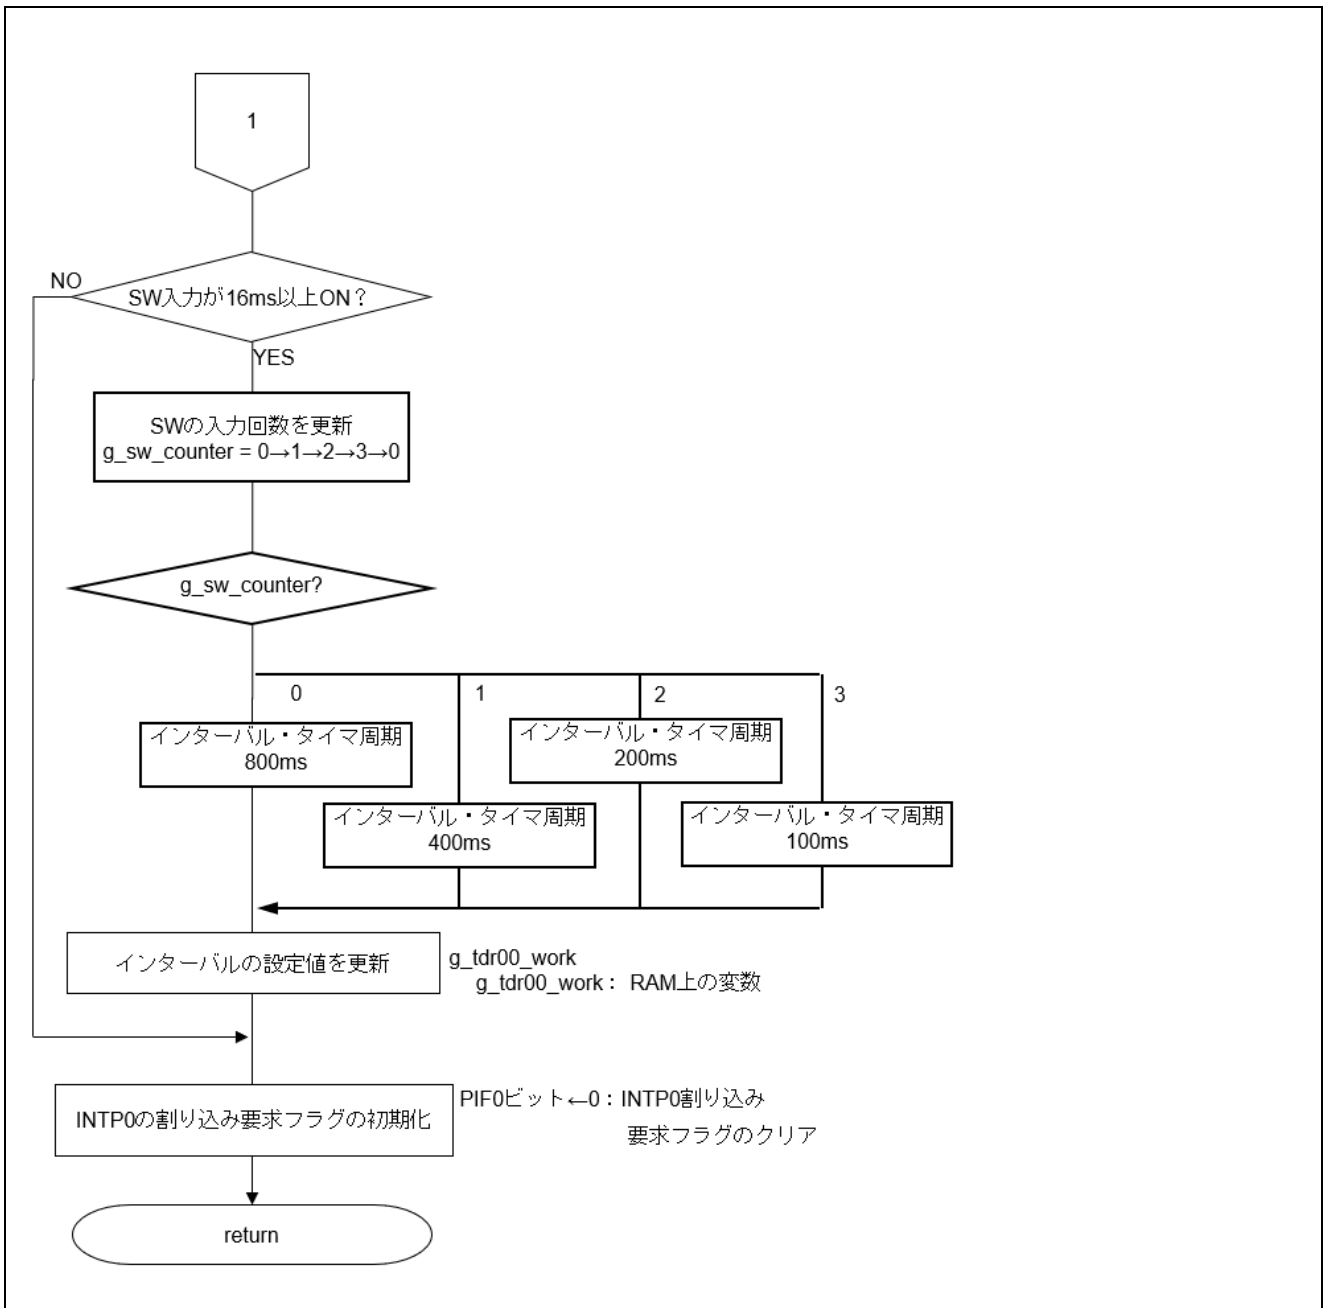 1
NO
SW入力が16ms以上ON？
YES
SWの入力回数を更新
g_sw_counter = 0→1→2→3→0
g_sw_counter?
0
1
2
3
インターバル・タイマ周期
800ms
インターバル・タイマ周期
200ms
インターバル・タイマ周期
400ms
インターバル・タイマ周期
100ms
インターバルの設定値を更新
g_tdr00_work
g_tdr00_work： RAM上の変数
INTP0の割り込み要求フラグの初期化
PIF0ビット←0：INTP0割り込み
要求フラグのクリア
return